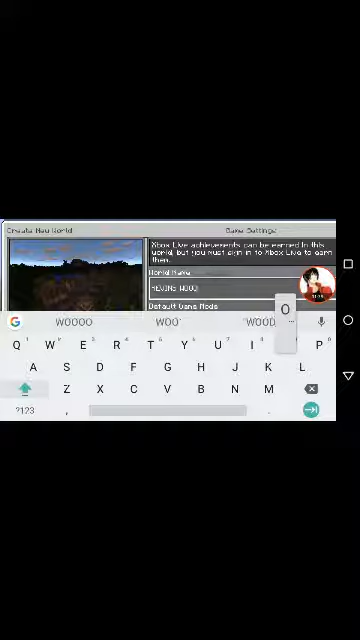 Create New World
Game Settings
Xbox Live achievements can be earned in this
world, but you must sign in to Xbox Live to earn
them.
World Name
Default Game Mode
WOOOO WOO' WOOD
O
Q W E R T Y U I P
A S D F G H J K L
Z X C V B N M
?123 , .